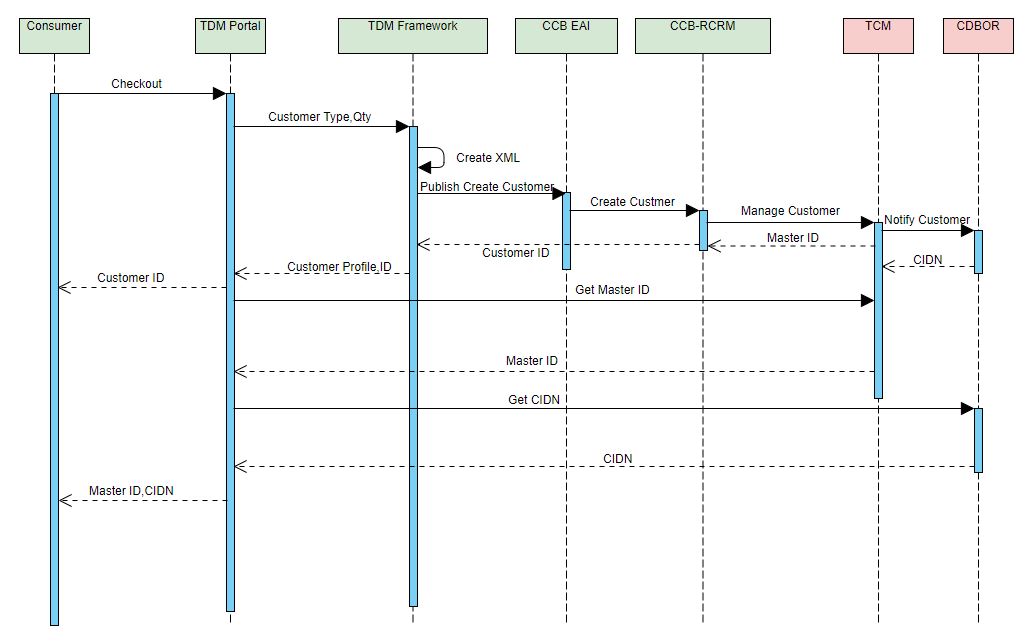 Consumer
TDM Portal
TDM Framework
CCB EAI
CCB-RCRM
TCM
CDBOR
Checkout
Customer Type,Qty
Create XML
Publish Create Customer
Create Custmer
Manage Customer
Notify Customer
Master ID
Customer ID
CIDN
Customer Profile,ID
Customer ID
Get Master ID
Master ID
Get CIDN
CIDN
Master ID,CIDN